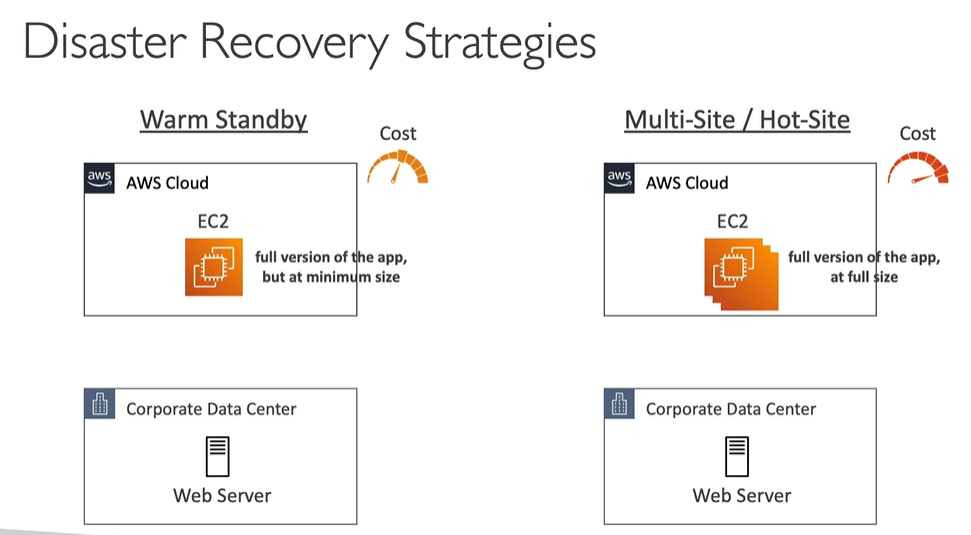 Disaster Recovery Strategies
Warm Standby
Cost
aws
AWS Cloud
EC2
full version of the app,
but at minimum size
Corporate Data Center
Web Server
Multi-Site / Hot-Site
Cost
aws
AWS Cloud
EC2
full version of the app,
at full size
Corporate Data Center
Web Server